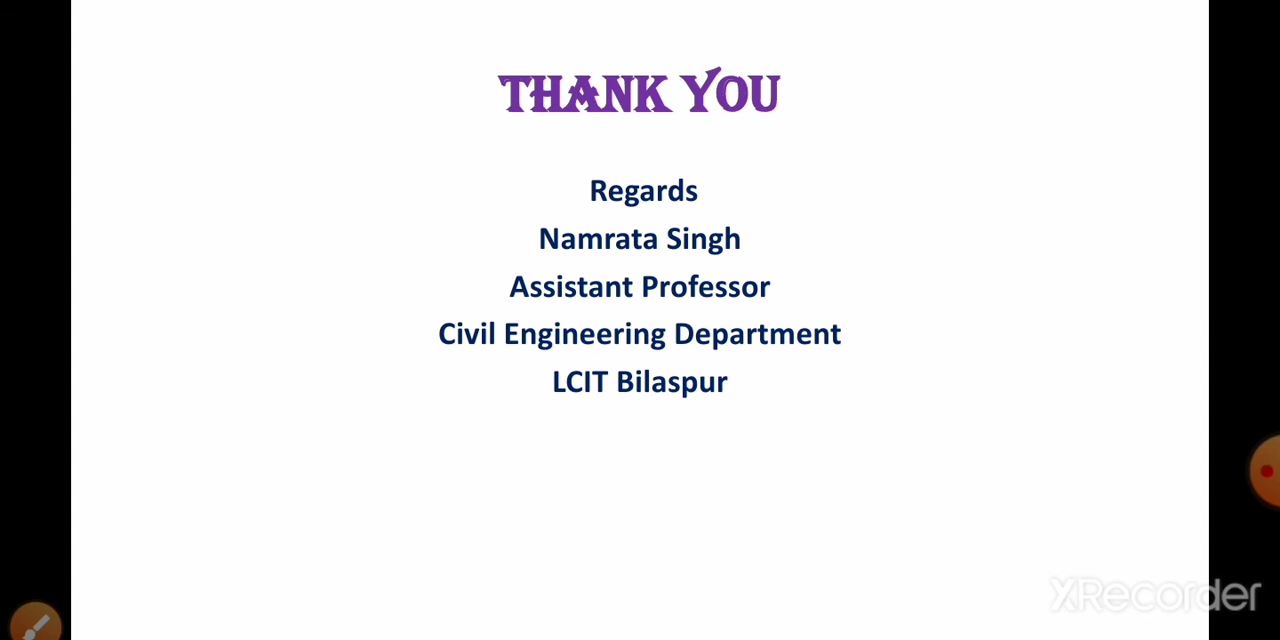 THANK YOU
Regards
Namrata Singh
Assistant Professor
Civil Engineering Department
LCIT Bilaspur
XRecorder